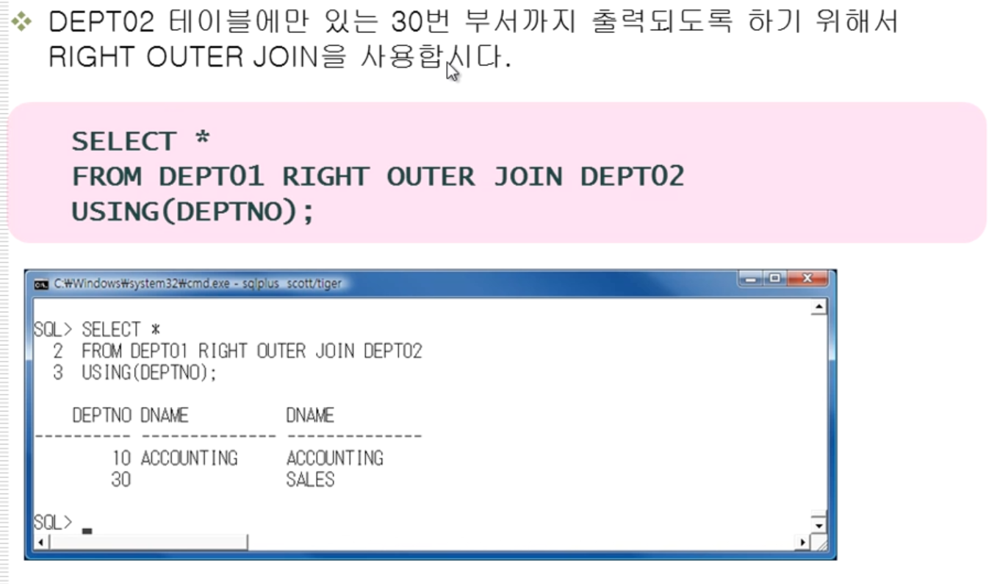 DEPT02 테이블에만 있는 30번 부서까지 출력되도록 하기 위해서
RIGHT OUTER JOIN을 사용합시다.
SELECT *
FROM DEPT01 RIGHT OUTER JOIN DEPT02
USING(DEPTNO);
C:₩Windows₩system32₩cmd.exe - sqlplus scott/tiger
SQL> SELECT *
2 FROM DEPT01 RIGHT OUTER JOIN DEPT02
3 USING(DEPTNO);
DEPTNO DNAME DNAME
---------- -------------- --------------
10 ACCOUNTING ACCOUNTING
30 SALES
SQL>